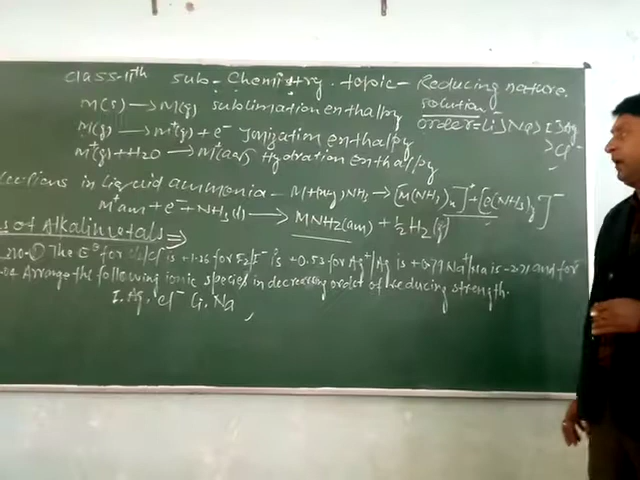 class-11th sub- Chemistry. topic- Reducing nature.
M(s) → M(g) sublimation enthalpy
solution
M(g) → M⁺(g) + e⁻ Ionization enthalpy
order = Li > Na > I⁻ > Ag
M⁺(g) + H2O → M⁺(aq) Hydration enthalpy
> Cl⁻
in liquid ammonia - M + (x+y) NH3 → [M(NH3)x]⁺ + [e(NH3)y]⁻
M⁺am + e⁻ + NH3(l) → MNH2(am) + ½ H2(g)
of Alkali metals ⇒
The E⁰ for Cl2/Cl⁻ is +1.36 for I2/I⁻ is +0.53 for Ag⁺/Ag is +0.79 Na⁺/Na is -2.71 and for
Arrange the following ionic species in decreasing order of reducing strength.
I. Ag. Cl⁻ Li. Na,